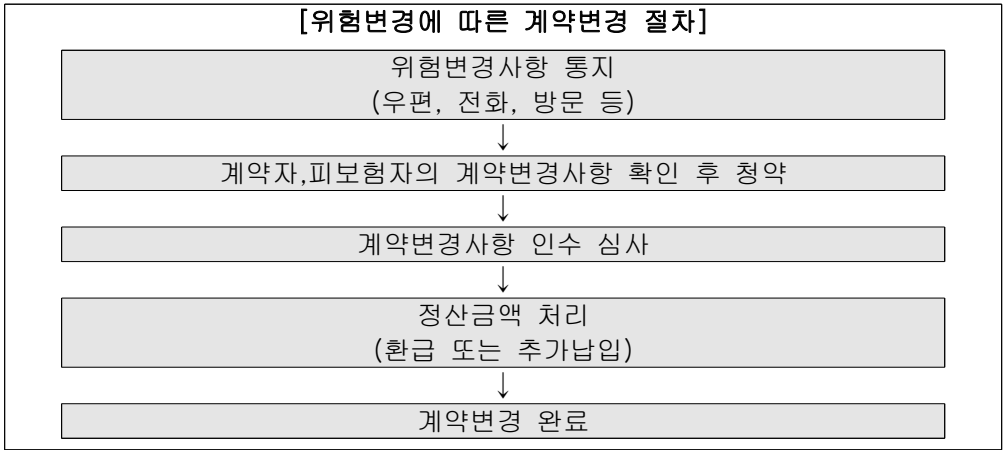 [위험변경에 따른 계약변경 절차]
위험변경사항 통지
(우편, 전화, 방문 등)
↓
계약자,피보험자의 계약변경사항 확인 후 청약
↓
계약변경사항 인수 심사
↓
정산금액 처리
(환급 또는 추가납입)
↓
계약변경 완료